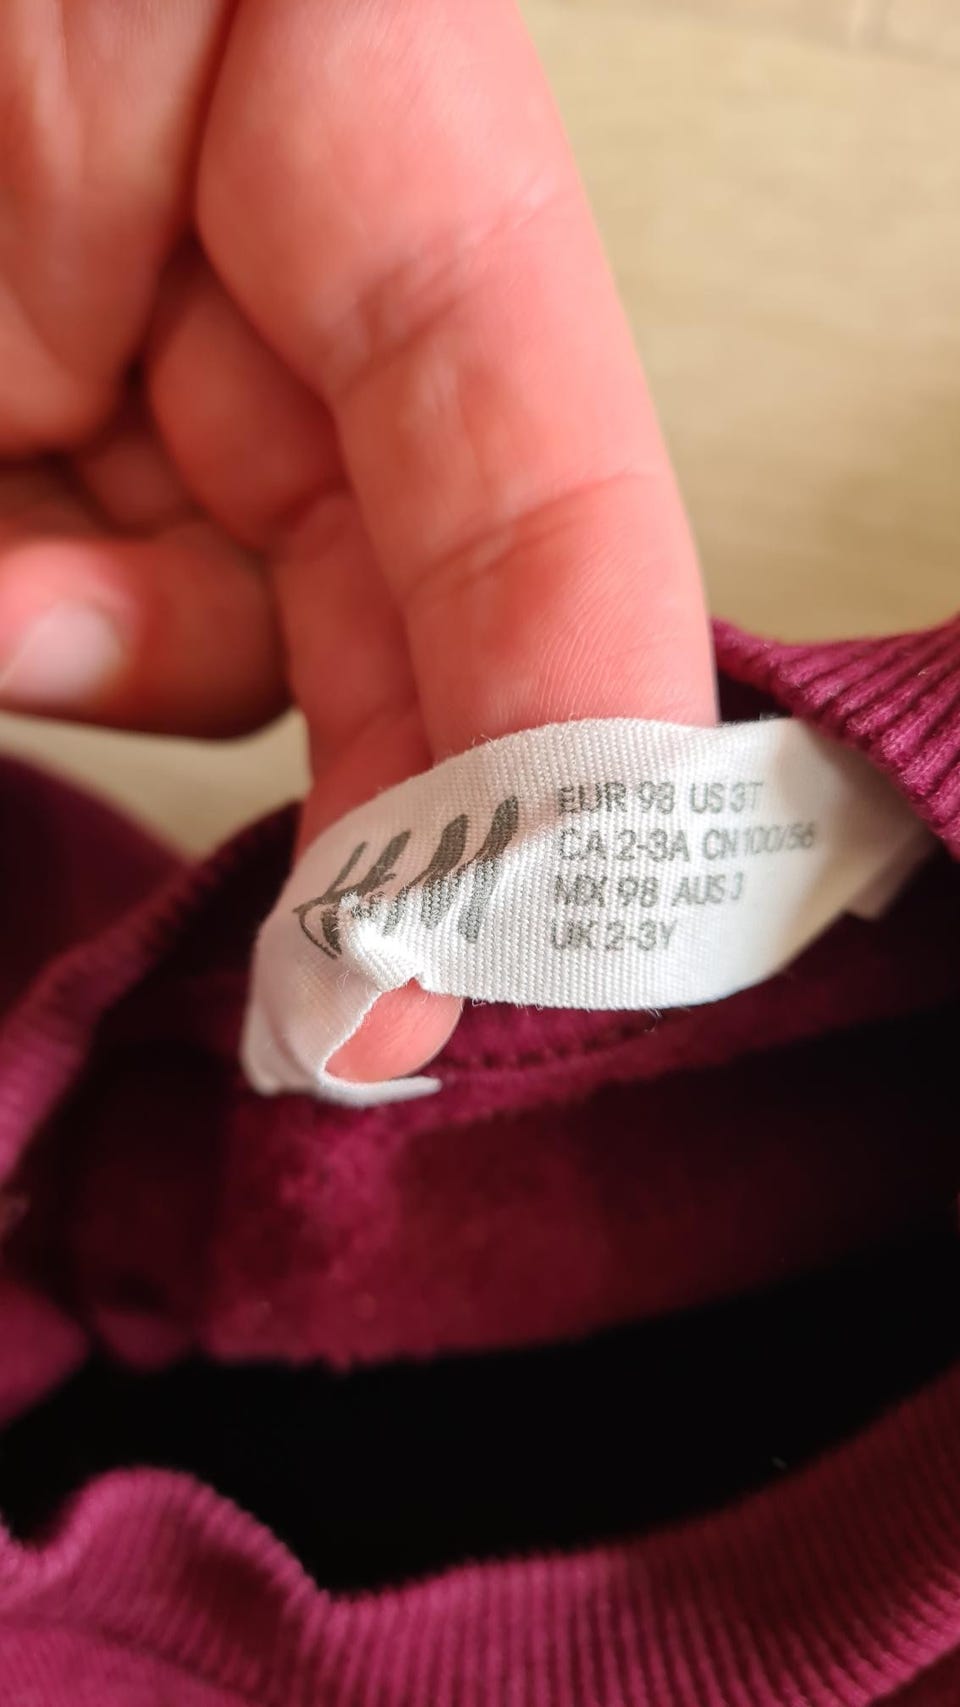 H&M
EUR 98 US 3T
CA 2-3A CN 100/56
MX 98 AUS 3
UK 2-3Y